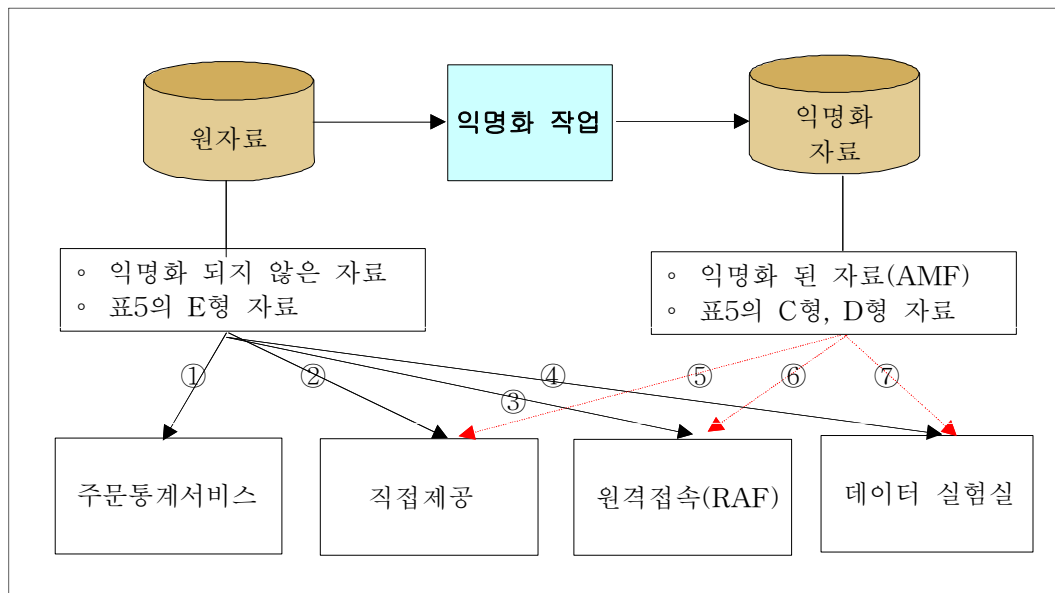 원자료
익명화 작업
익명화
자료
◦ 익명화 되지 않은 자료
◦ 표5의 E형 자료
◦ 익명화 된 자료(AMF)
◦ 표5의 C형, D형 자료
① ② ③ ④ ⑤ ⑥ ⑦
주문통계서비스
직접제공
원격접속(RAF)
데이터 실험실